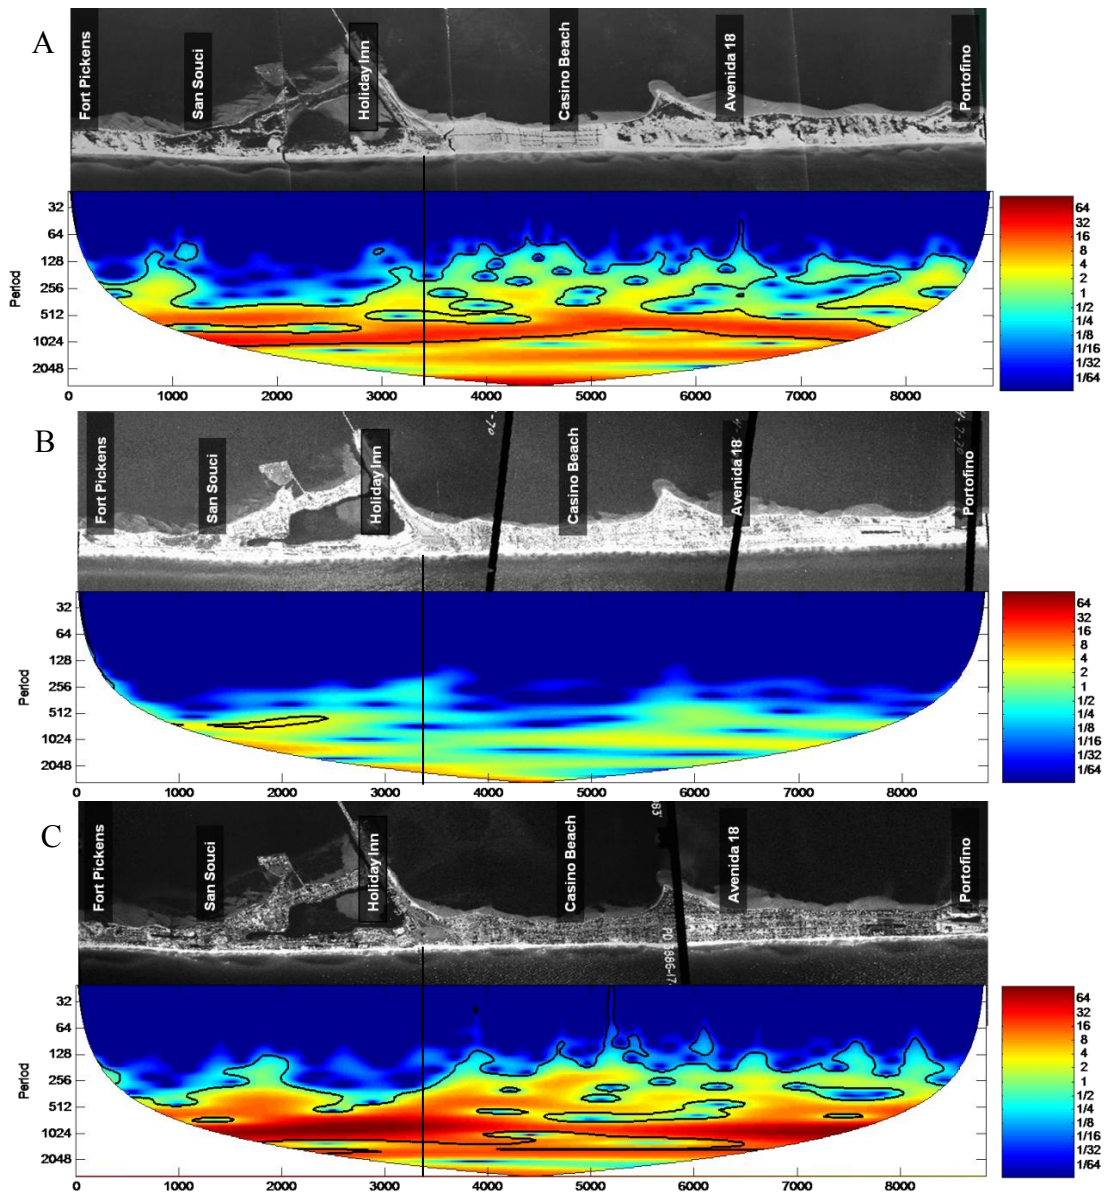 A
Fort Pickens
San Souci
Holiday Inn
Casino Beach
Avenida 18
Portofino
Period
32
64
128
256
512
1024
2048
0 1000 2000 3000 4000 5000 6000 7000 8000
64
32
16
8
4
2
1
1/2
1/4
1/8
1/16
1/32
1/64
B
Fort Pickens
San Souci
Holiday Inn
Casino Beach
Avenida 18
Portofino
Period
32
64
128
256
512
1024
2048
0 1000 2000 3000 4000 5000 6000 7000 8000
64
32
16
8
4
2
1
1/2
1/4
1/8
1/16
1/32
1/64
C
Fort Pickens
San Souci
Holiday Inn
Casino Beach
Avenida 18
Portofino
Period
32
64
128
256
512
1024
2048
0 1000 2000 3000 4000 5000 6000 7000 8000
64
32
16
8
4
2
1
1/2
1/4
1/8
1/16
1/32
1/64